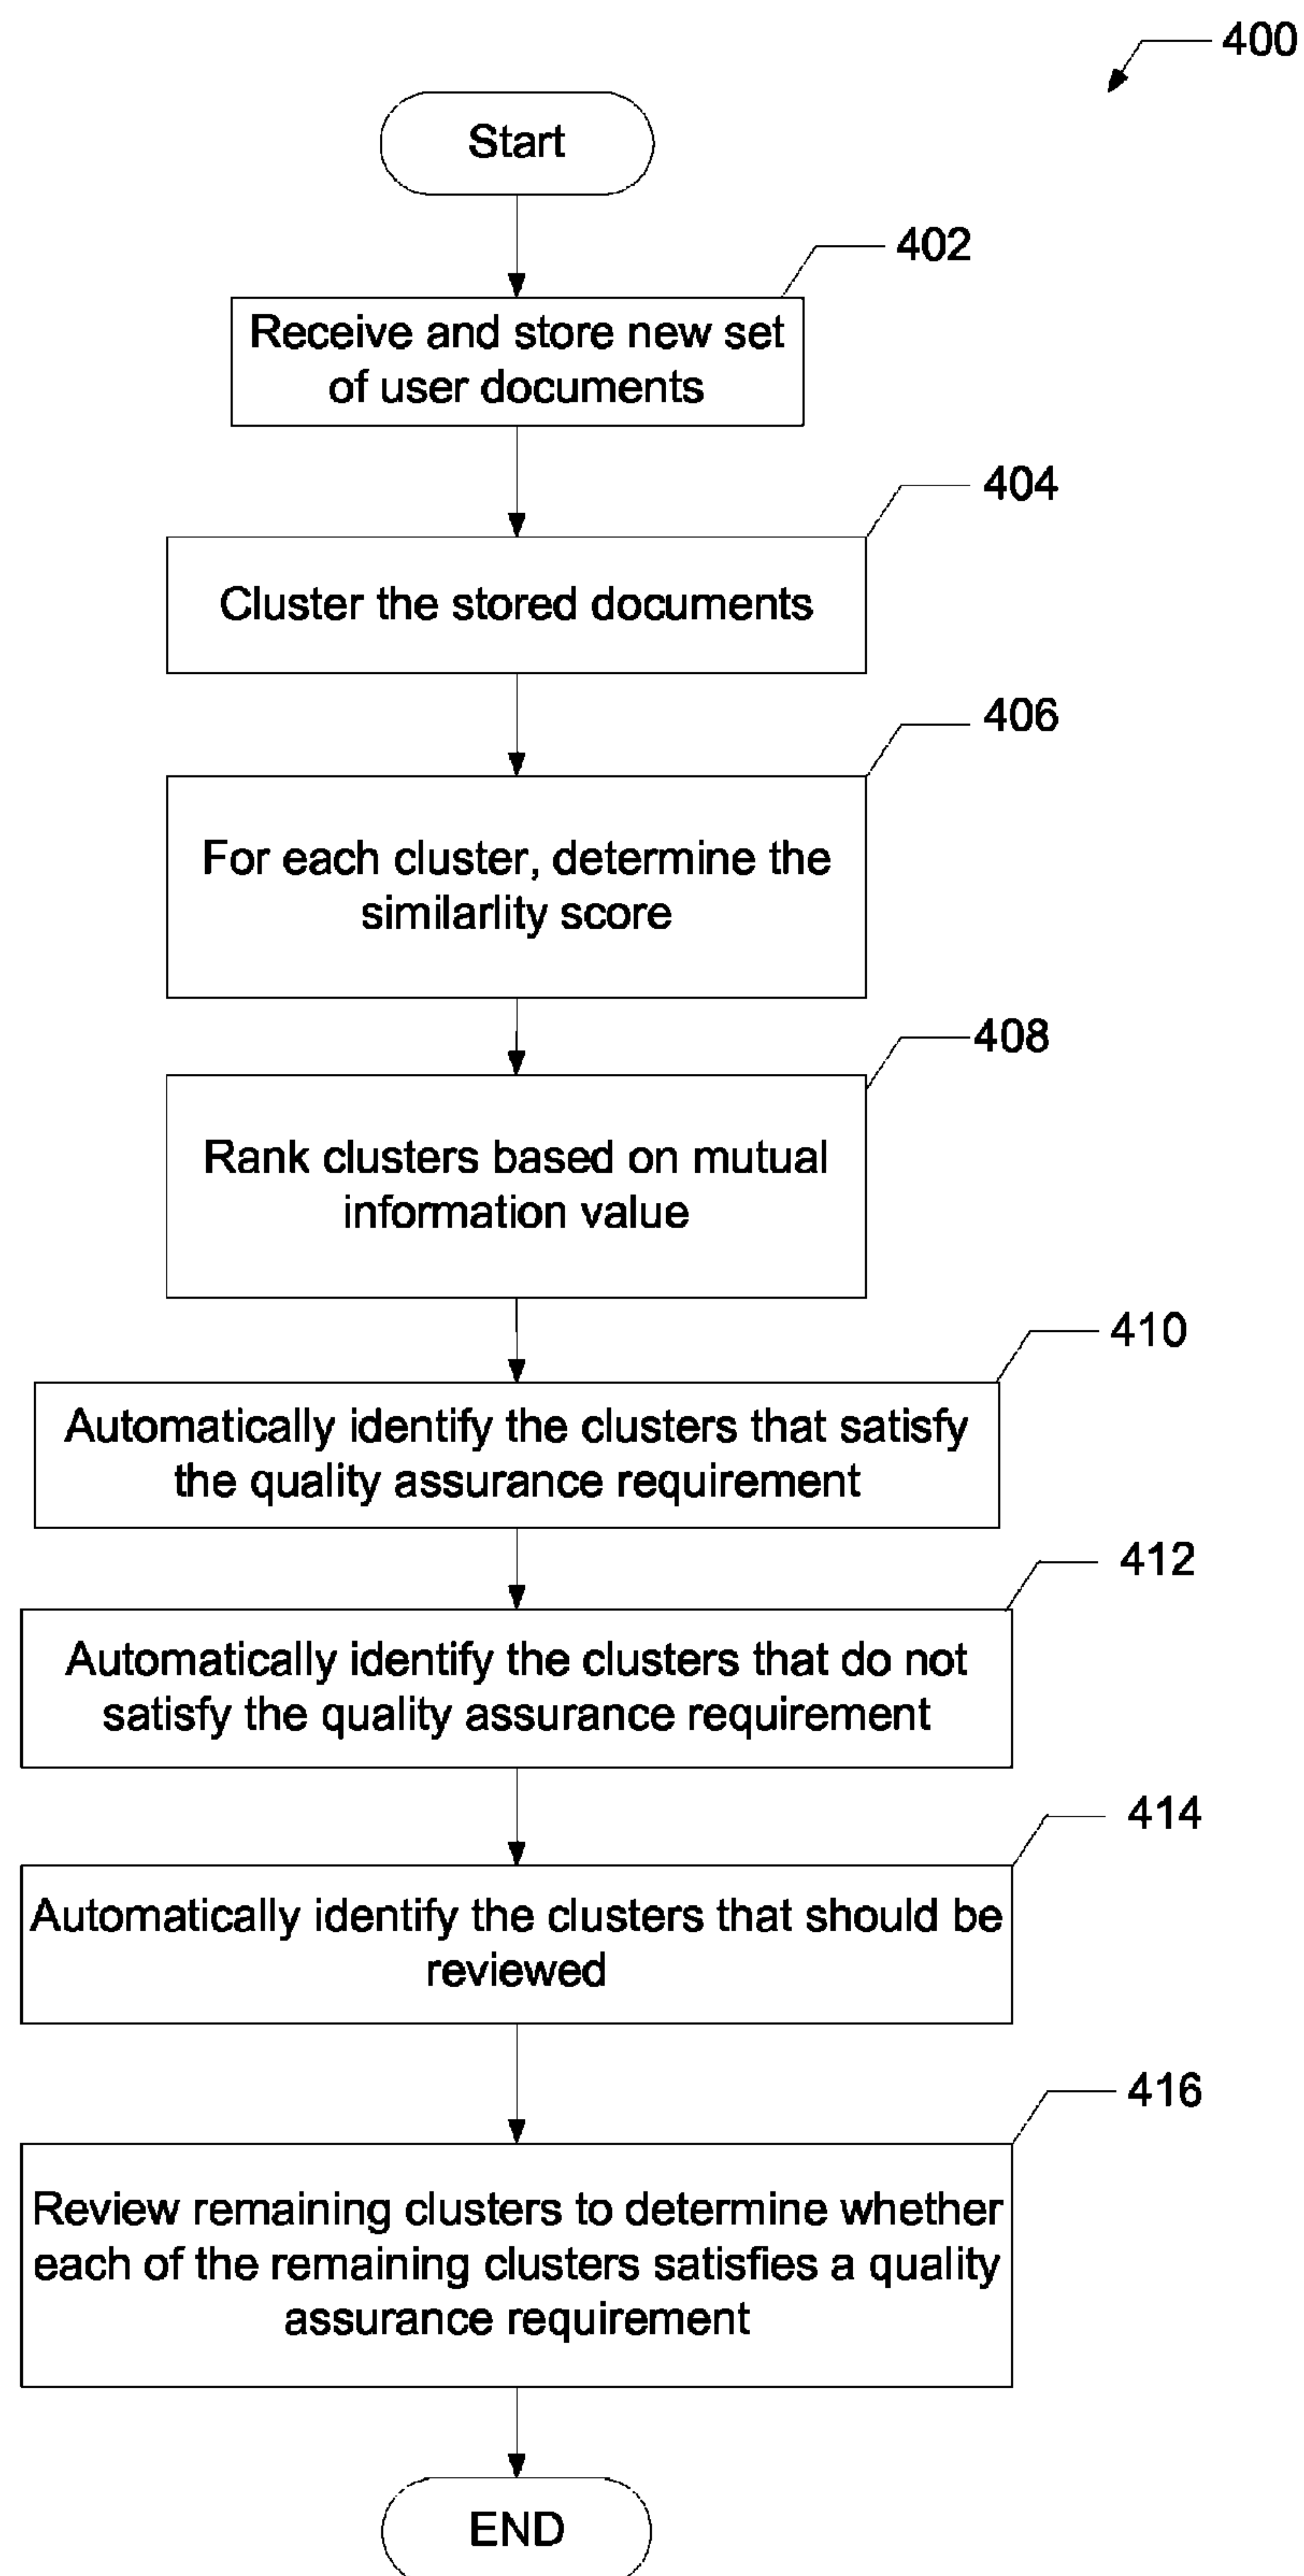 400
Start
402
Receive and store new set
of user documents
404
Cluster the stored documents
406
For each cluster, determine the
similarlity score
408
Rank clusters based on mutual
information value
410
Automatically identify the clusters that satisfy
the quality assurance requirement
412
Automatically identify the clusters that do not
satisfy the quality assurance requirement
414
Automatically identify the clusters that should be
reviewed
416
Review remaining clusters to determine whether
each of the remaining clusters satisfies a quality
assurance requirement
END